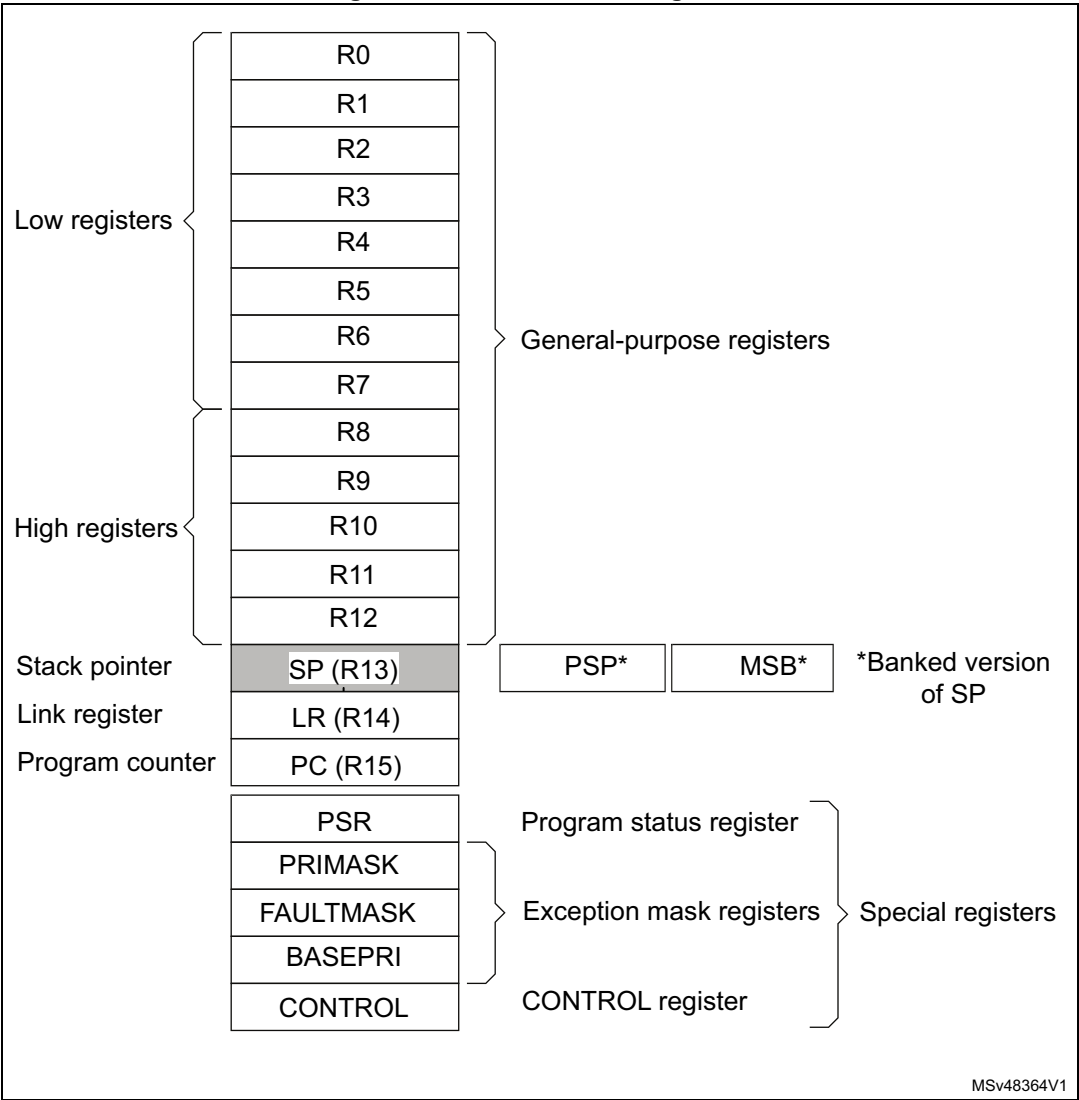 R0
R1
R2
R3
Low registers
R4
R5
R6
General-purpose registers
R7
R8
R9
High registers
R10
R11
R12
Stack pointer
SP (R13)
PSP*
MSB*
*Banked version
of SP
Link register
LR (R14)
Program counter
PC (R15)
PSR
Program status register
PRIMASK
FAULTMASK
Exception mask registers
Special registers
BASEPRI
CONTROL
CONTROL register
MSv48364V1